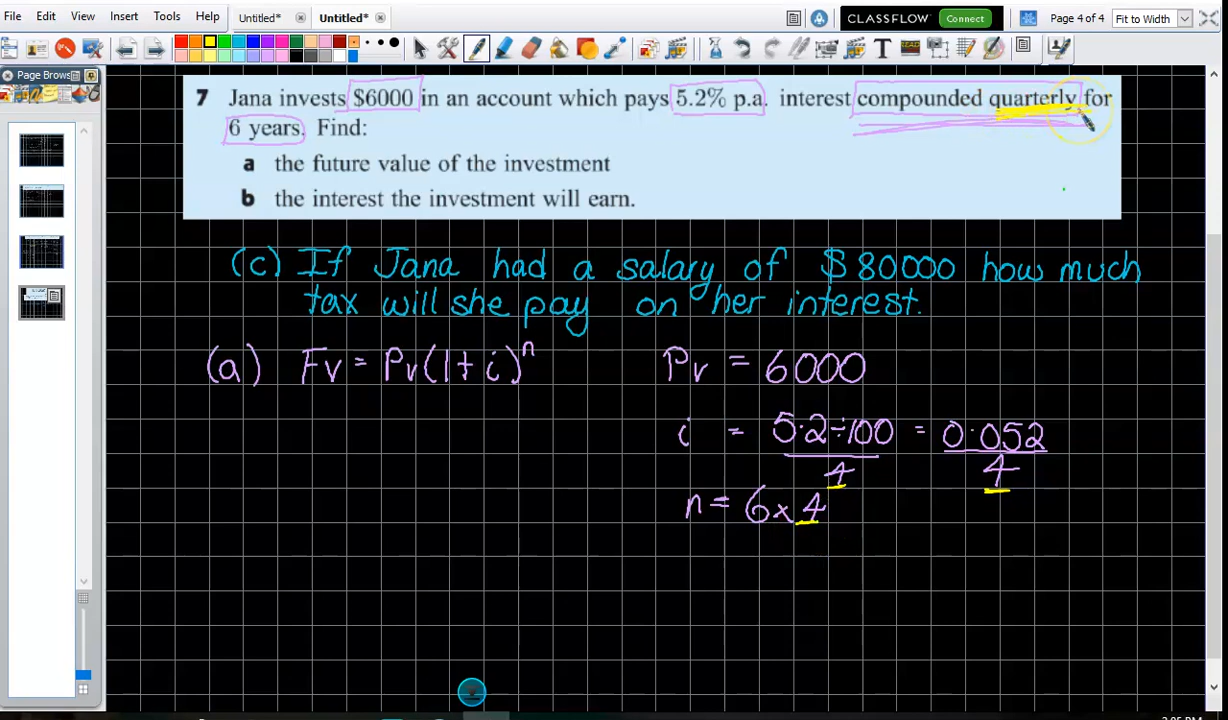 File Edit View Insert Tools Help Untitled* Untitled* CLASSFLOW Connect Page 4 of 4 Fit to Width
Page Brows
7 Jana invests $6000 in an account which pays 5.2% p.a. interest compounded quarterly for
6 years. Find:
a the future value of the investment
b the interest the investment will earn.
(c) If Jana had a salary of $80000 how much
tax will she pay on her interest.
(a) Fv = Pv(1+i)^n Pv = 6000
i = 5.2÷100/4 = 0.052/4
n = 6×4